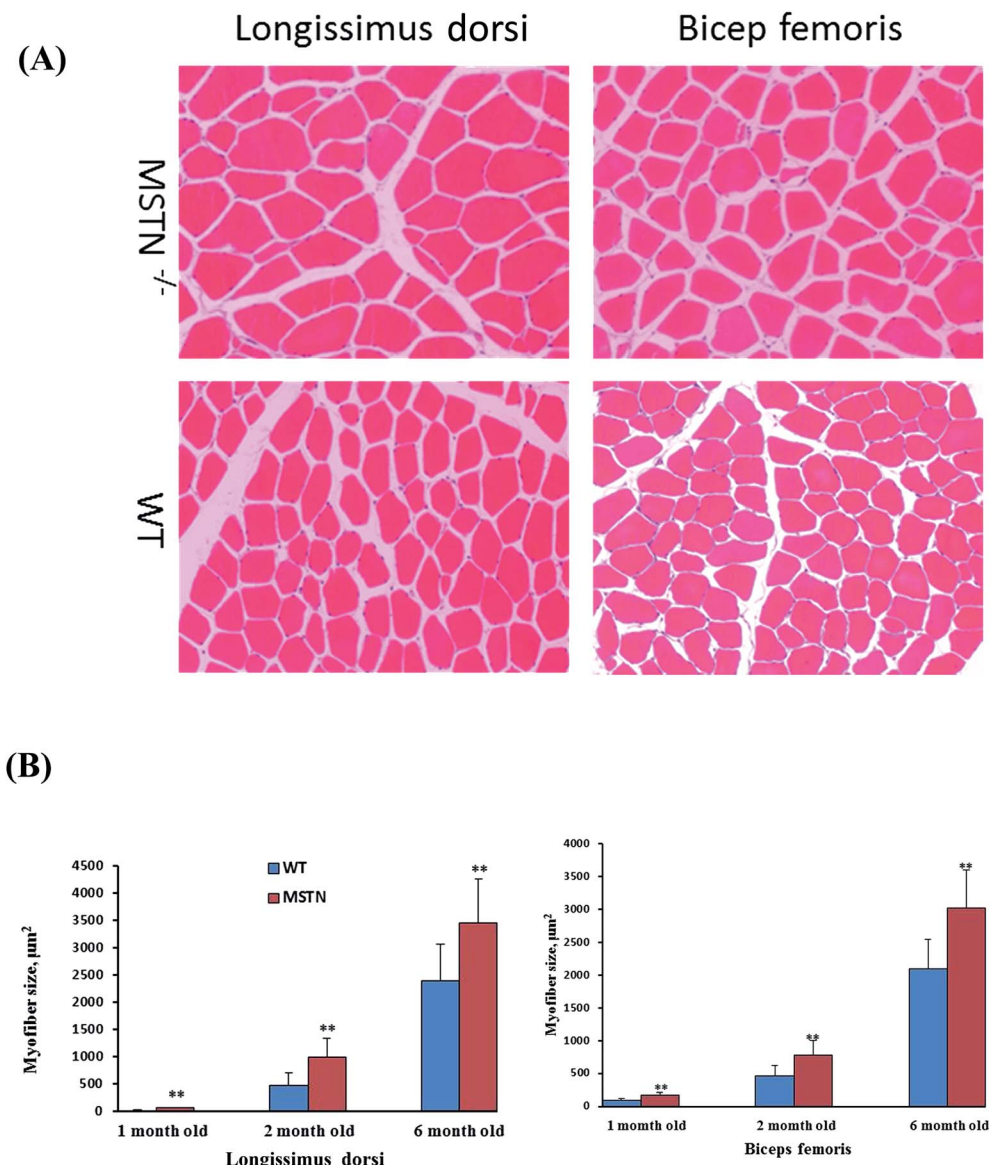 Longissimus dorsi
Bicep femoris
(A)
MSTN -/-
WT
(B)
WT
MSTN
Myofiber size, μm²
4500
4000
3500
3000
2500
2000
1500
1000
500
0
**
**
**
1 month old
2 month old
6 month old
Longissimus dorsi
Myofiber size, μm²
4000
3500
3000
2500
2000
1500
1000
500
0
**
**
**
1 momth old
2 momth old
6 momth old
Biceps femoris